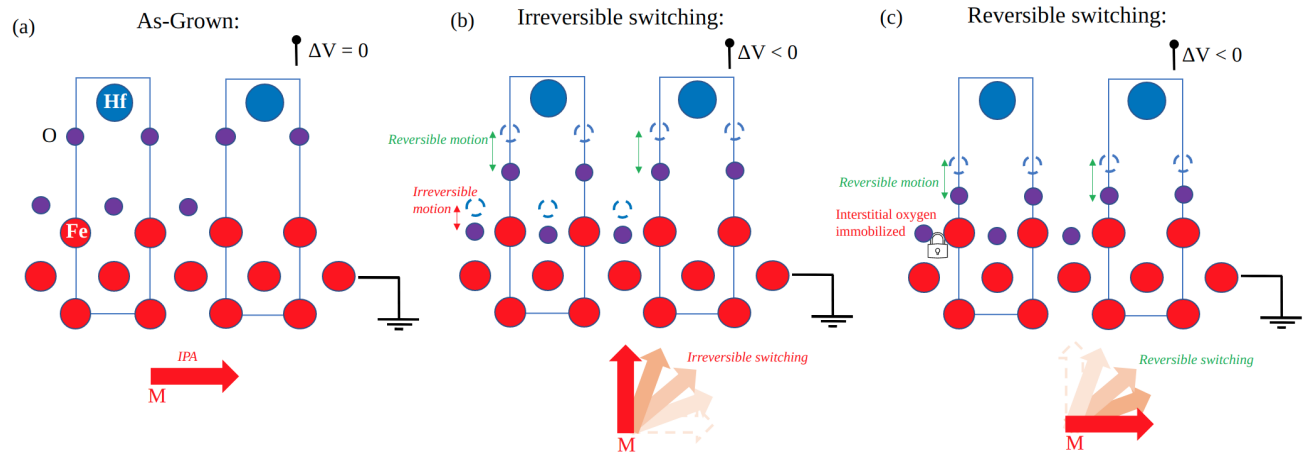 (a)
As-Grown:
ΔV = 0
Hf
O
Fe
IPA
M
(b)
Irreversible switching:
ΔV < 0
Reversible motion
Irreversible
motion
Irreversible switching
M
(c)
Reversible switching:
ΔV < 0
Reversible motion
Interstitial oxygen
immobilized
Reversible switching
M